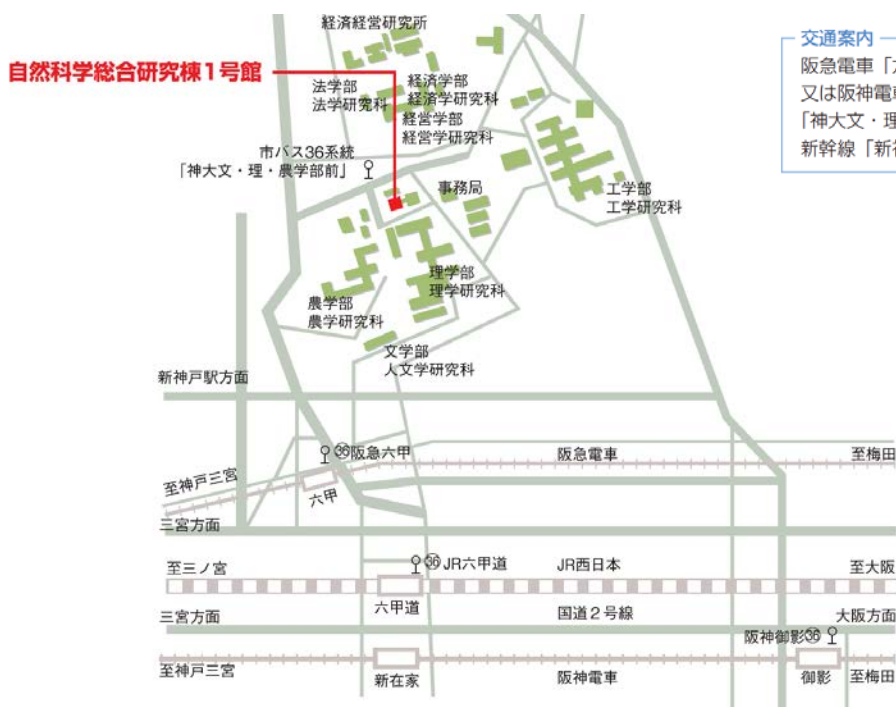 経済経営研究所
自然科学総合研究棟1号館
法学部
法学研究科
経済学部
経済学研究科
経営学部
経営学研究科
市バス36系統
「神大文・理・農学部前」
事務局
工学部
工学研究科
理学部
理学研究科
農学部
農学研究科
文学部
人文学研究科
交通案内
阪急電車「
又は阪神電車
「神大文・理
新幹線「新神
新神戸駅方面
㊱阪急六甲
阪急電車
至梅田
至神戸三宮
六甲
三宮方面
㊱JR六甲道
JR西日本
至三ノ宮
至大阪
六甲道
三宮方面
国道2号線
大阪方面
阪神御影㊱
至神戸三宮
新在家
阪神電車
御影
至梅田